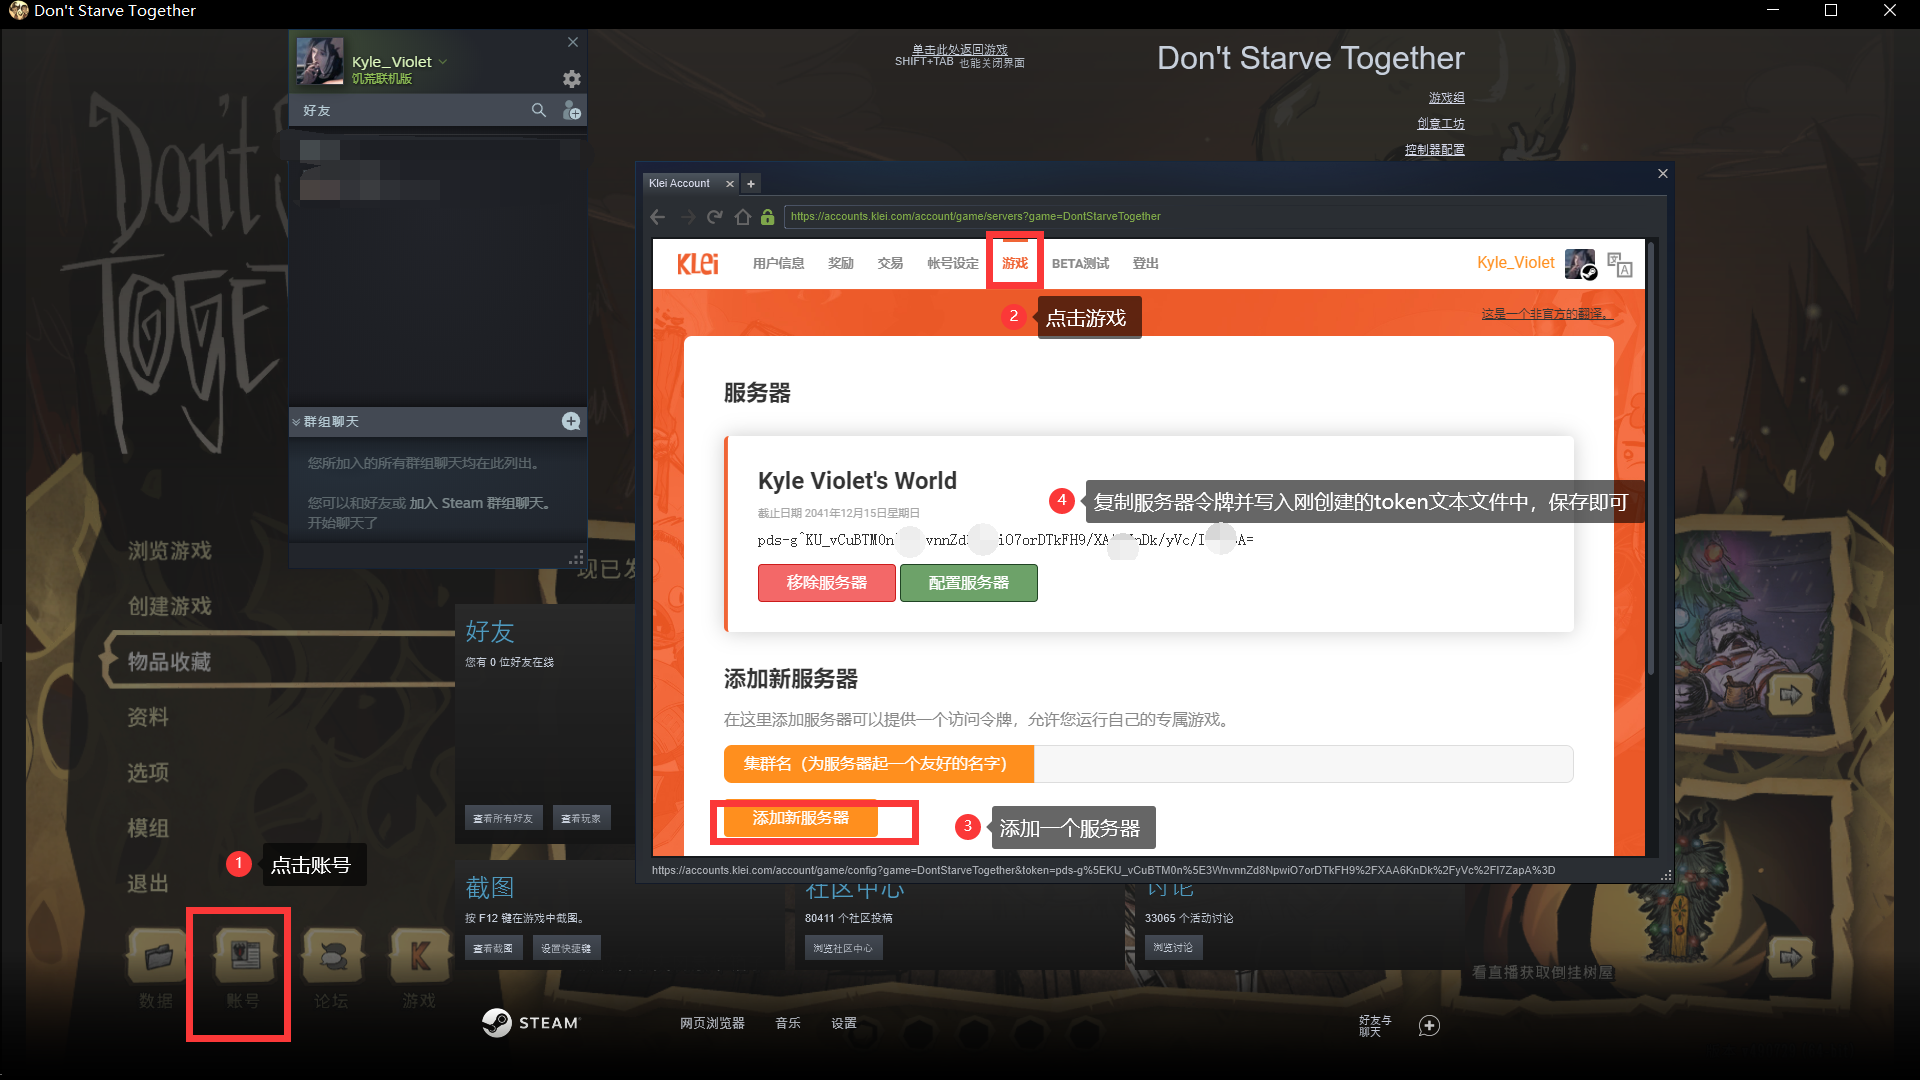 Don't Starve Together
Kyle_Violet
饥荒联机版
好友
群组聊天
您所加入的所有群组聊天均在此列出。
您可以和好友或 加入 Steam 群组聊天。
开始聊天了
单击此处返回游戏
SHIFT+TAB 也能关闭界面
Don't Starve Together
游戏组
创意工坊
控制器配置
Klei Account
https://accounts.klei.com/account/game/servers?game=DontStarveTogether
KLEi
用户信息
奖励
交易
帐号设定
游戏
BETA测试
登出
Kyle_Violet
2
点击游戏
这是一个非官方的翻译。
服务器
Kyle Violet's World
截止日期 2041年12月15日星期日
4
复制服务器令牌并写入刚创建的token文本文件中，保存即可
移除服务器
配置服务器
添加新服务器
在这里添加服务器可以提供一个访问令牌，允许您运行自己的专属游戏。
集群名（为服务器起一个友好的名字）
添加新服务器
3
添加一个服务器
https://accounts.klei.com/account/game/config?game=DontStarveTogether&token=pds-g%5EKU_vCuBTM0n%5E3WnvnnZd8NpwiO7orDTkFH9%2FXAA6KnDk%2FyVc%2FI7ZapA%3D
Don't
TOGE
浏览游戏
创建游戏
物品收藏
资料
选项
模组
退出
1
点击账号
数据
账号
论坛
游戏
现已发
好友
您有 0 位好友在线
查看所有好友
查看玩家
截图
按 F12 键在游戏中截图。
查看截图
设置快捷键
社区中心
80411 个社区投稿
浏览社区中心
讨论
33065 个活动讨论
浏览讨论
看直播获取倒挂树屋
STEAM
网页浏览器
音乐
设置
好友与
聊天